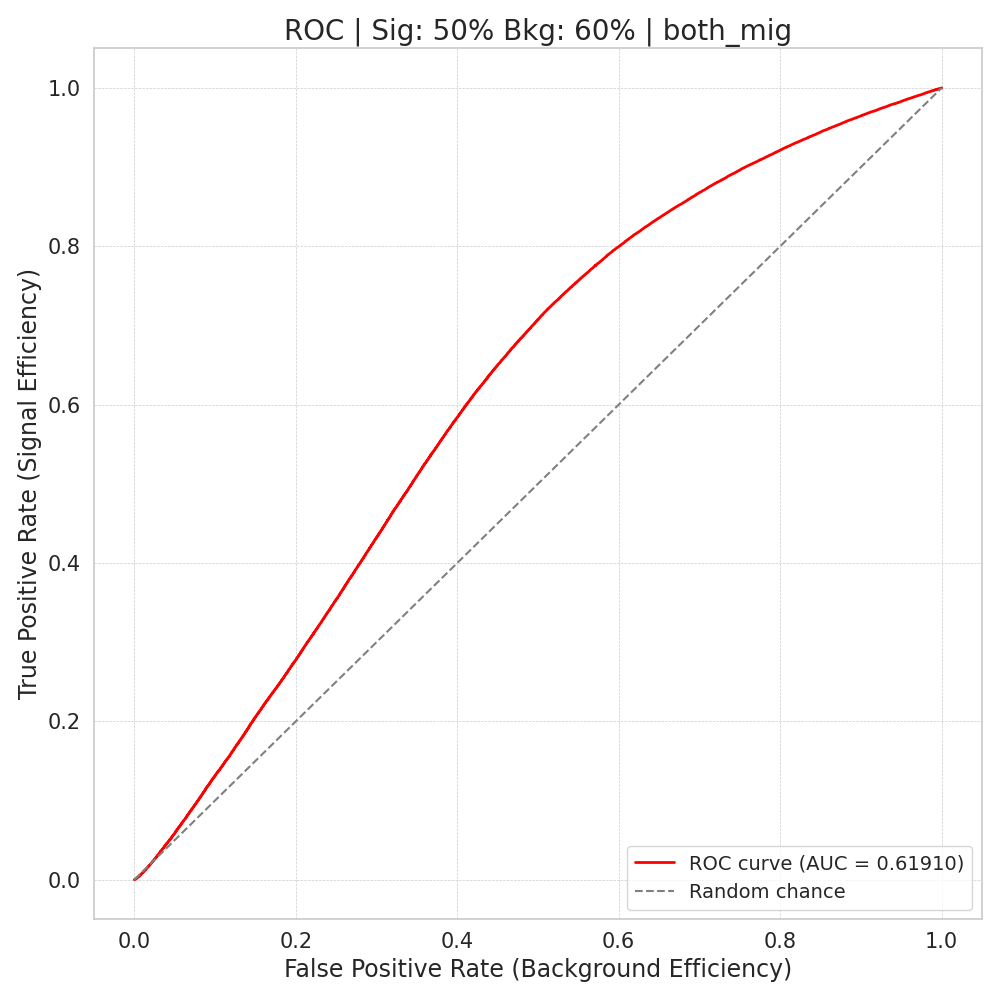 ROC | Sig: 50% Bkg: 60% | both_mig
True Positive Rate (Signal Efficiency)
1.0
0.8
0.6
0.4
0.2
0.0
ROC curve (AUC = 0.61910)
Random chance
0.0 0.2 0.4 0.6 0.8 1.0
False Positive Rate (Background Efficiency)